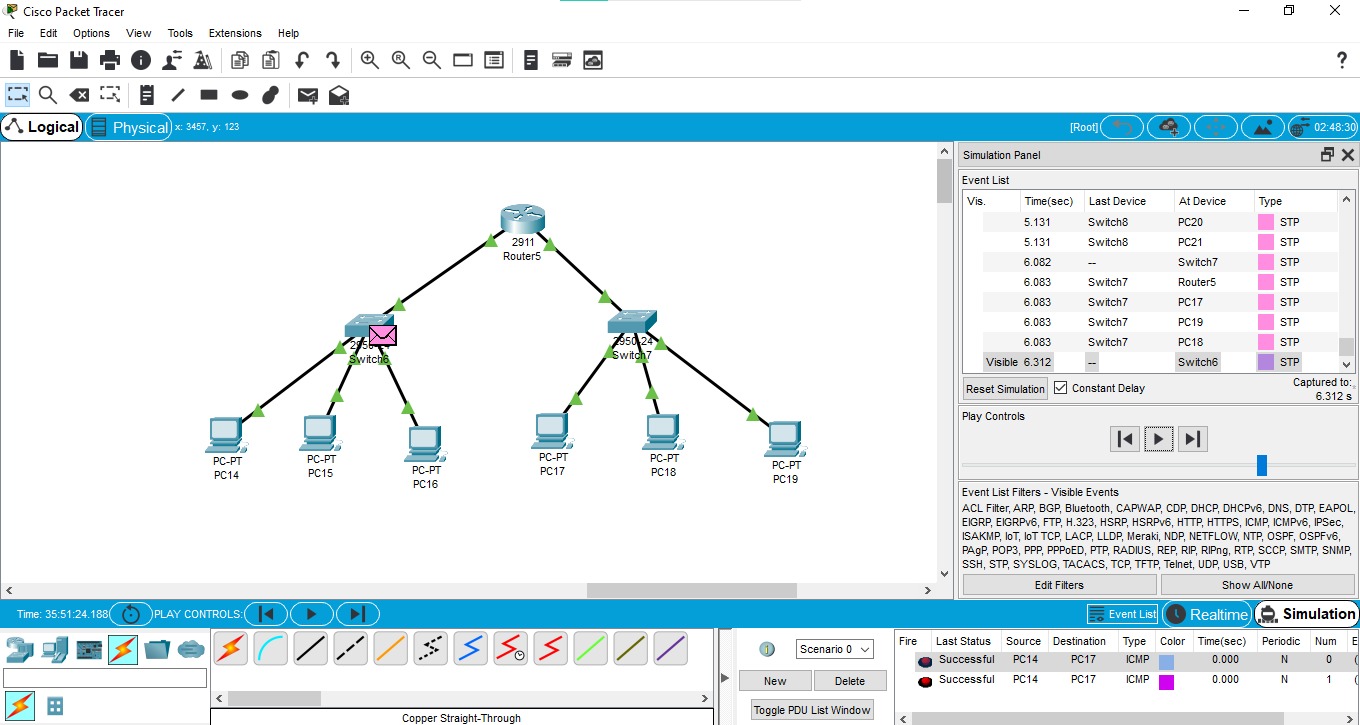 Cisco Packet Tracer
File Edit Options View Tools Extensions Help
Logical Physical x: 3457, y: 123 [Root] 02:48:30
2911
Router5
2950-24
Switch6
2950-24
Switch7
PC-PT
PC14
PC-PT
PC15
PC-PT
PC16
PC-PT
PC17
PC-PT
PC18
PC-PT
PC19
Simulation Panel
Event List
Vis. Time(sec) Last Device At Device Type
5.131 Switch8 PC20 STP
5.131 Switch8 PC21 STP
6.082 -- Switch7 STP
6.083 Switch7 Router5 STP
6.083 Switch7 PC17 STP
6.083 Switch7 PC19 STP
6.083 Switch7 PC18 STP
Visible 6.312 -- Switch6 STP
Reset Simulation Constant Delay Captured to:
6.312 s
Play Controls
Event List Filters - Visible Events
ACL Filter, ARP, BGP, Bluetooth, CAPWAP, CDP, DHCP, DHCPv6, DNS, DTP, EAPOL,
EIGRP, EIGRPv6, FTP, H.323, HSRP, HSRPv6, HTTP, HTTPS, ICMP, ICMPv6, IPSec,
ISAKMP, IoT, IoT TCP, LACP, LLDP, Meraki, NDP, NETFLOW, NTP, OSPF, OSPFv6,
PAgP, POP3, PPP, PPPoED, PTP, RADIUS, REP, RIP, RIPng, RTP, SCCP, SMTP, SNMP,
SSH, STP, SYSLOG, TACACS, TCP, TFTP, Telnet, UDP, USB, VTP
Edit Filters Show All/None
Time: 35:51:24.188 PLAY CONTROLS: Event List Realtime Simulation
Copper Straight-Through
Scenario 0
New Delete
Toggle PDU List Window
Fire Last Status Source Destination Type Color Time(sec) Periodic Num E
Successful PC14 PC17 ICMP 0.000 N 0 (
Successful PC14 PC17 ICMP 0.000 N 1 (